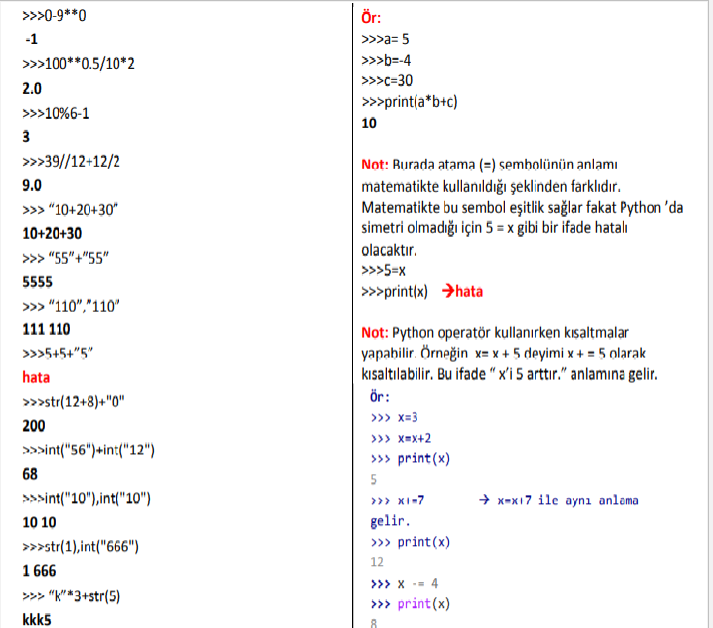 >>>0-9**0
-1
>>>100**0.5/10*2
2.0
>>>10%6-1
3
>>>39//12+12/2
9.0
>>> “10+20+30”
10+20+30
>>> “55”+”55”
5555
>>> “110”,”110”
111 110
>>>5+5+”5”
hata
>>>str(12+8)+"0"
200
>>>int("56")+int("12")
68
>>>int("10"),int("10")
10 10
>>>str(1),int("666")
1 666
>>> “k”*3+str(5)
kkk5
Ör:
>>>a= 5
>>>b=-4
>>>c=30
>>>print(a*b+c)
10
Not: Burada atama (=) sembolünün anlamı
matematikte kullanıldığı şeklinden farklıdır.
Matematikte bu sembol eşitlik sağlar fakat Python ’da
simetri olmadığı için 5 = x gibi bir ifade hatalı
olacaktır.
>>>5=x
>>>print(x) →hata
Not: Python operatör kullanırken kısaltmalar
yapabilir. Örneğin x= x + 5 deyimi x + = 5 olarak
kısaltılabilir. Bu ifade “ x’i 5 arttır.” anlamına gelir.
Ör:
>>> x=3
>>> x=x+2
>>> print(x)
5
>>> x+=7 → x=x+7 ile aynı anlama
gelir.
>>> print(x)
12
>>> x -= 4
>>> print(x)
8